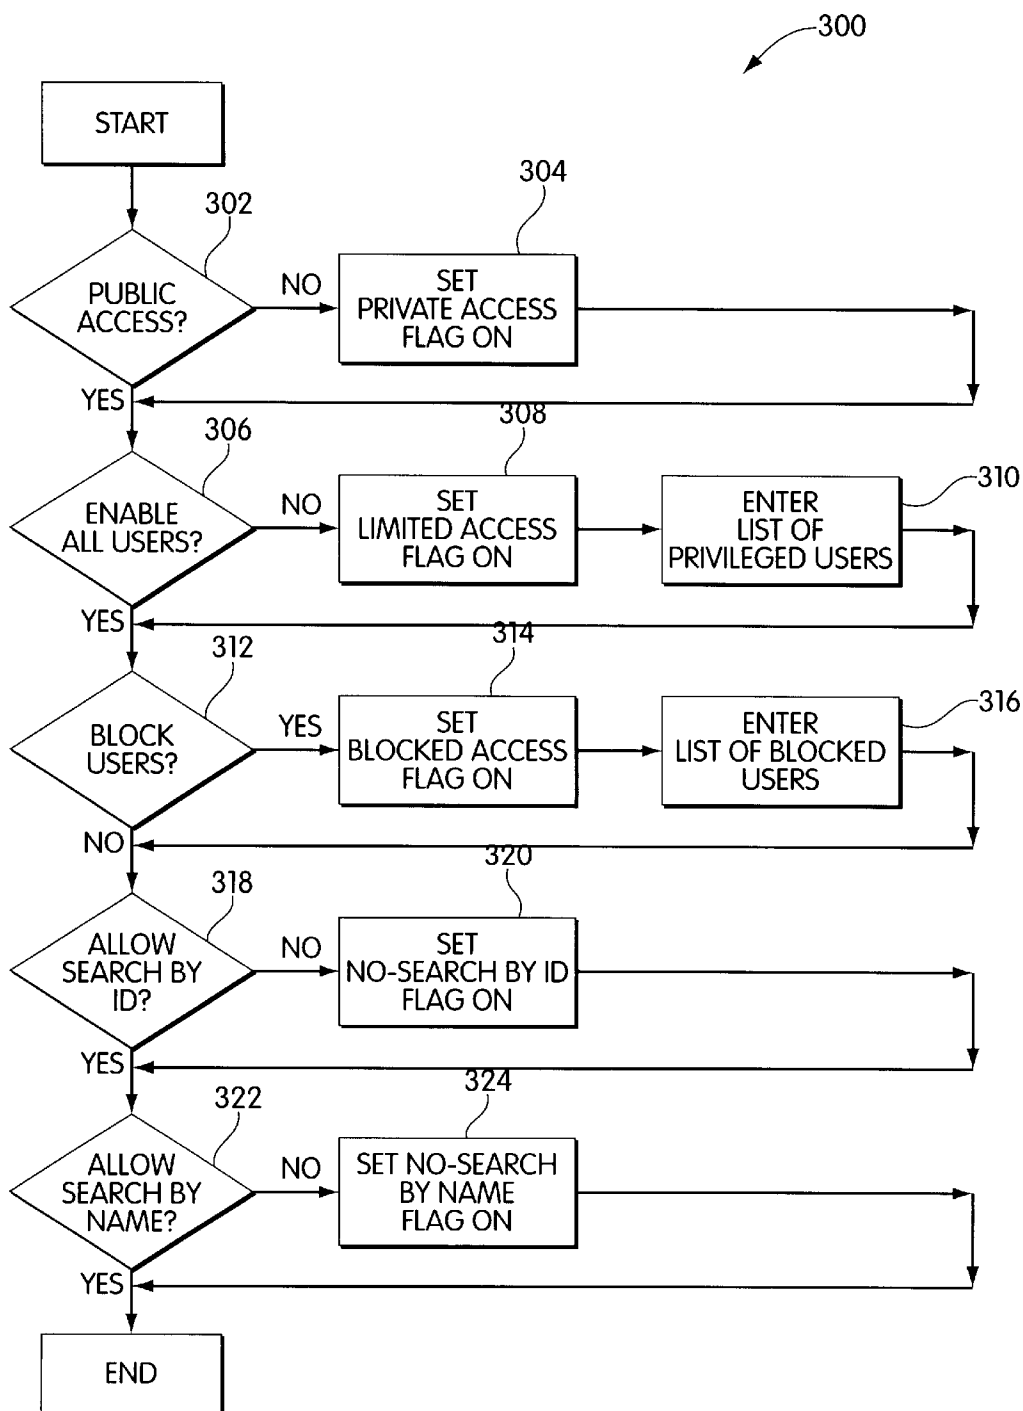 300
START
302
304
PUBLIC
ACCESS?
NO
SET
PRIVATE ACCESS
FLAG ON
YES
306
308
310
ENABLE
ALL USERS?
NO
SET
LIMITED ACCESS
FLAG ON
ENTER
LIST OF
PRIVILEGED USERS
YES
312
314
316
BLOCK
USERS?
YES
SET
BLOCKED ACCESS
FLAG ON
ENTER
LIST OF BLOCKED
USERS
NO
318
320
ALLOW
SEARCH BY
ID?
NO
SET
NO-SEARCH BY ID
FLAG ON
YES
322
324
ALLOW
SEARCH BY
NAME?
NO
SET NO-SEARCH
BY NAME
FLAG ON
YES
END